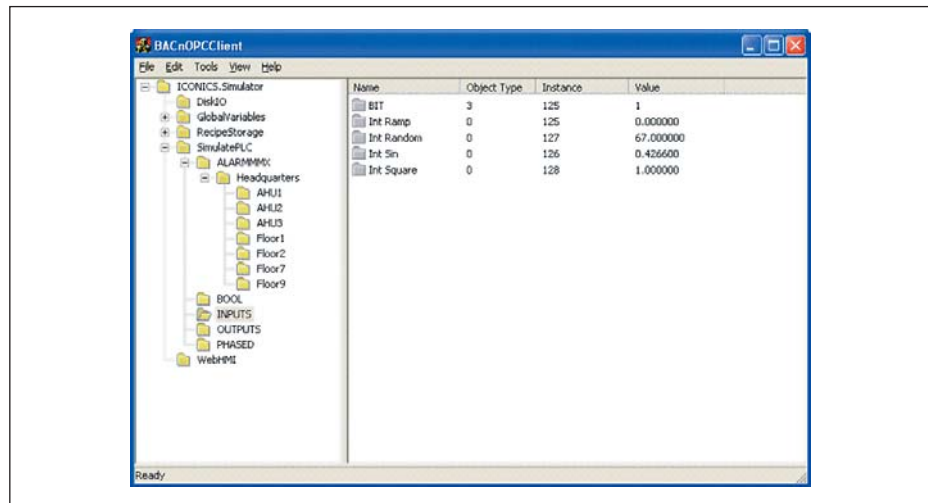 BACnOPCClient
File Edit Tools View Help
ICONICS.Simulator
DiskIO
GlobalVariables
RecipeStorage
SimulatePLC
ALARMMMX
Headquarters
AHU1
AHU2
AHU3
Floor1
Floor2
Floor7
Floor9
BOOL
INPUTS
OUTPUTS
PHASED
WebHMI
Name Object Type Instance Value
BIT 3 125 1
Int Ramp 0 125 0.000000
Int Random 0 127 67.000000
Int Sin 0 126 0.426600
Int Square 0 128 1.000000
Ready